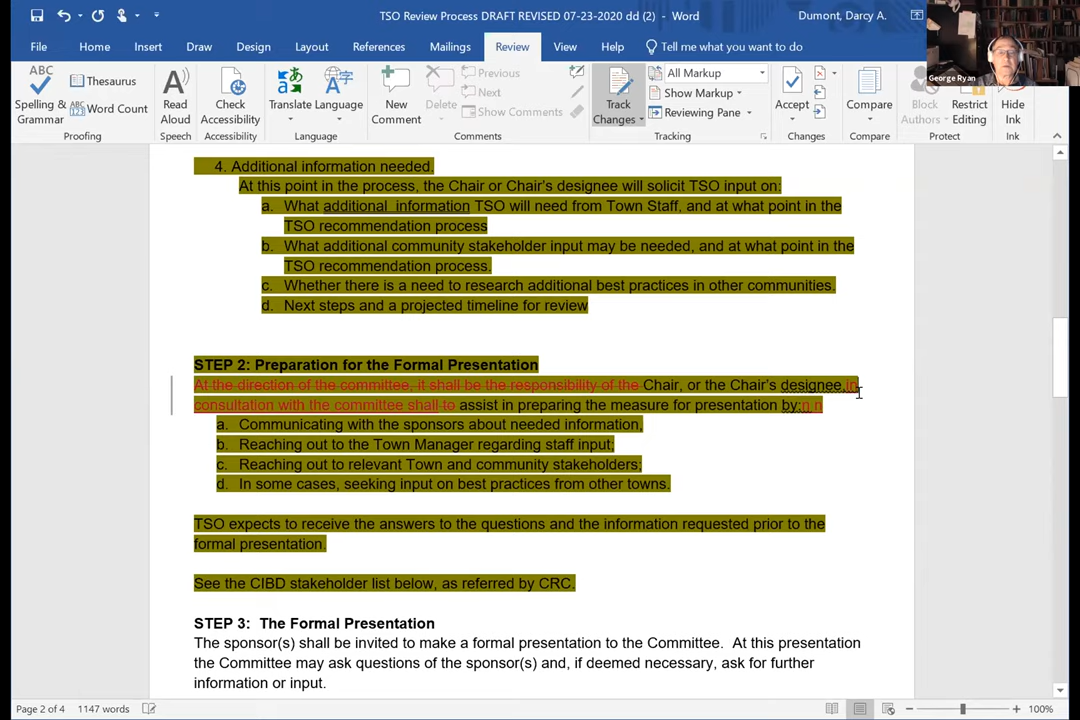 TSO Review Process DRAFT REVISED 07-23-2020 dd (2) - Word
Dumont, Darcy A.
George Ryan
File Home Insert Draw Design Layout References Mailings Review View Help Tell me what you want to do
ABC
Spelling & Grammar
Thesaurus
Word Count
Proofing
Read Aloud
Speech
Check Accessibility
Accessibility
Translate Language
Language
New Comment
Delete
Previous
Next
Show Comments
Comments
Track Changes
All Markup
Show Markup
Reviewing Pane
Tracking
Accept
Changes
Compare
Compare
Block Authors
Restrict Editing
Protect
Hide Ink
Ink
4. Additional information needed.
At this point in the process, the Chair or Chair's designee will solicit TSO input on:
a. What additional information TSO will need from Town Staff, and at what point in the
TSO recommendation process
b. What additional community stakeholder input may be needed, and at what point in the
TSO recommendation process.
c. Whether there is a need to research additional best practices in other communities.
d. Next steps and a projected timeline for review
STEP 2: Preparation for the Formal Presentation
At the direction of the committee, it shall be the responsibility of the Chair, or the Chair's designee,in
consultation with the committee shall to assist in preparing the measure for presentation by:n n
a. Communicating with the sponsors about needed information,
b. Reaching out to the Town Manager regarding staff input;
c. Reaching out to relevant Town and community stakeholders;
d. In some cases, seeking input on best practices from other towns.
TSO expects to receive the answers to the questions and the information requested prior to the
formal presentation.
See the CIBD stakeholder list below, as referred by CRC.
STEP 3: The Formal Presentation
The sponsor(s) shall be invited to make a formal presentation to the Committee. At this presentation
the Committee may ask questions of the sponsor(s) and, if deemed necessary, ask for further
information or input.
Page 2 of 4 1147 words
100%